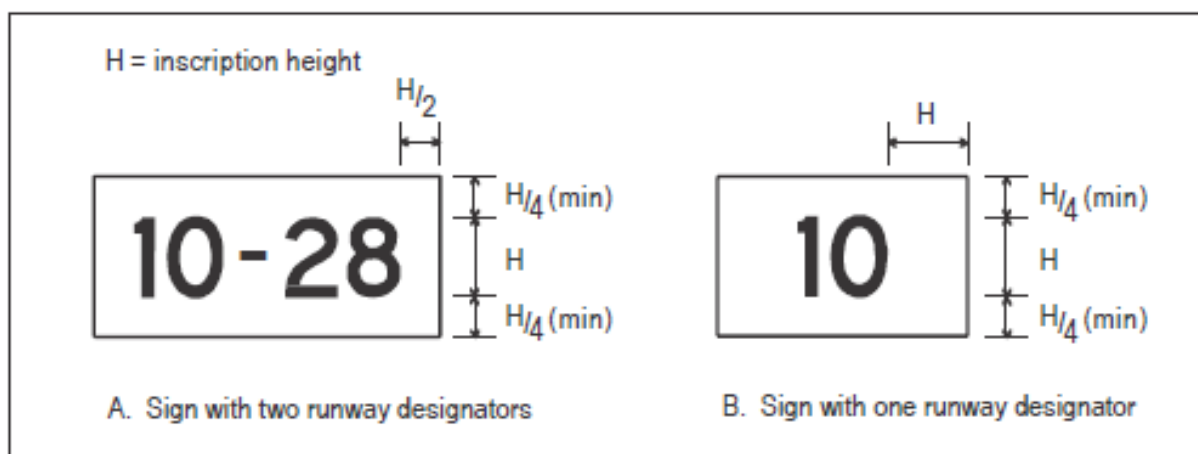 H = inscription height
H/2
H
10 - 28
H/4 (min)
H
H/4 (min)
10
H/4 (min)
H
H/4 (min)
A. Sign with two runway designators
B. Sign with one runway designator